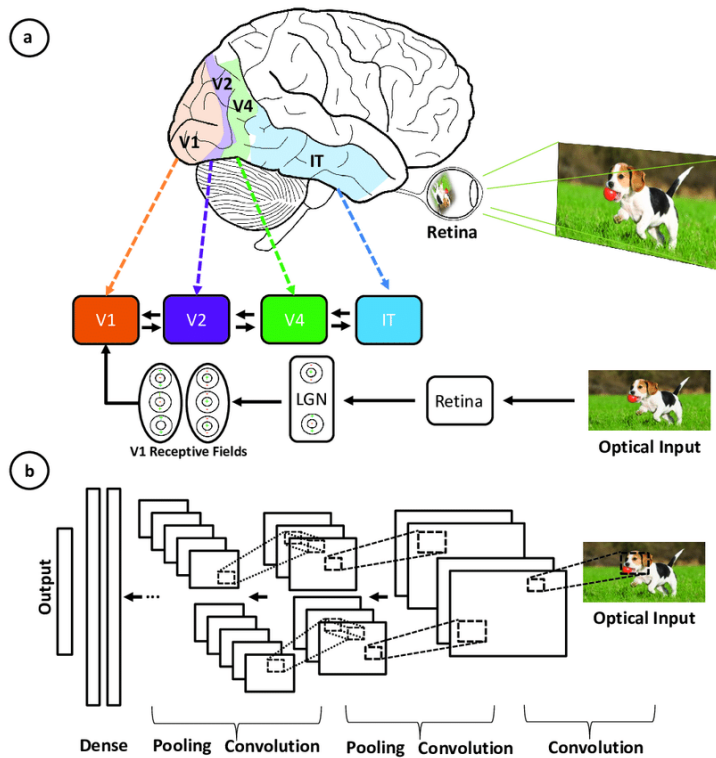 a
V2
V4
V1
IT
Retina
V1
V2
V4
IT
LGN
Retina
V1 Receptive Fields
Optical Input
b
Output
...
Optical Input
Dense
Pooling
Convolution
Pooling
Convolution
Convolution